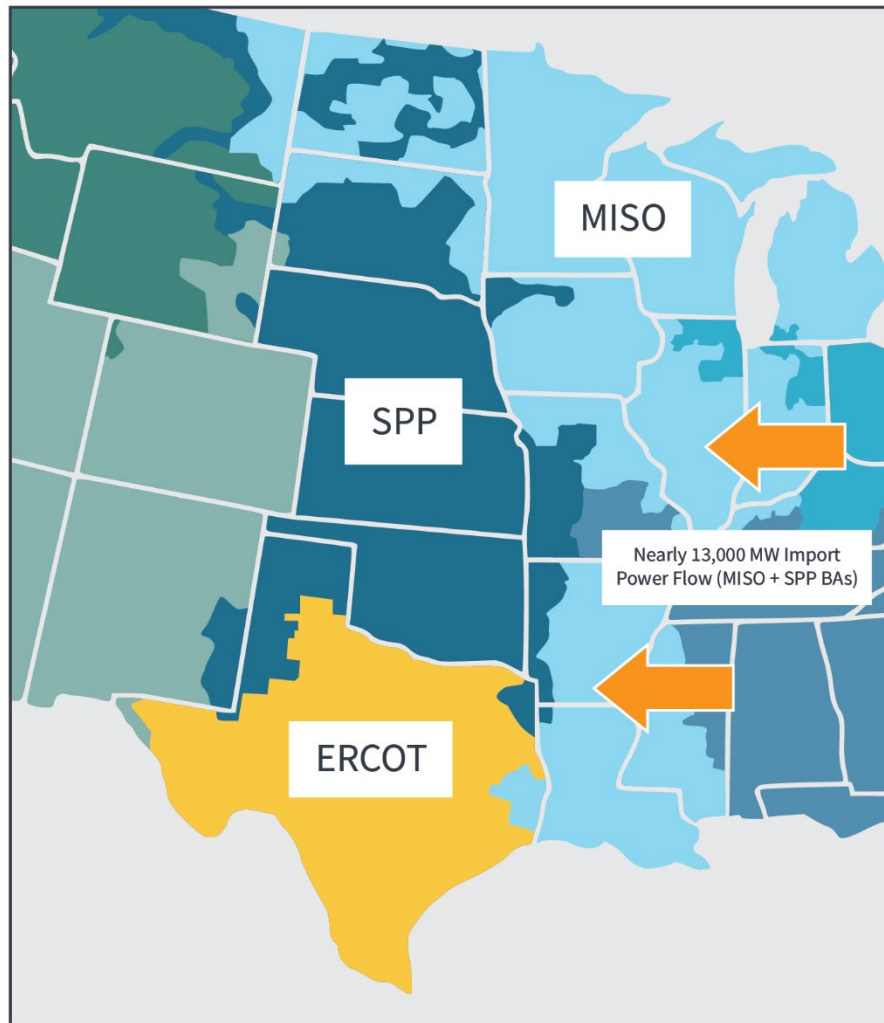 MISO
SPP
Nearly 13,000 MW Import
Power Flow (MISO + SPP BAs)
ERCOT